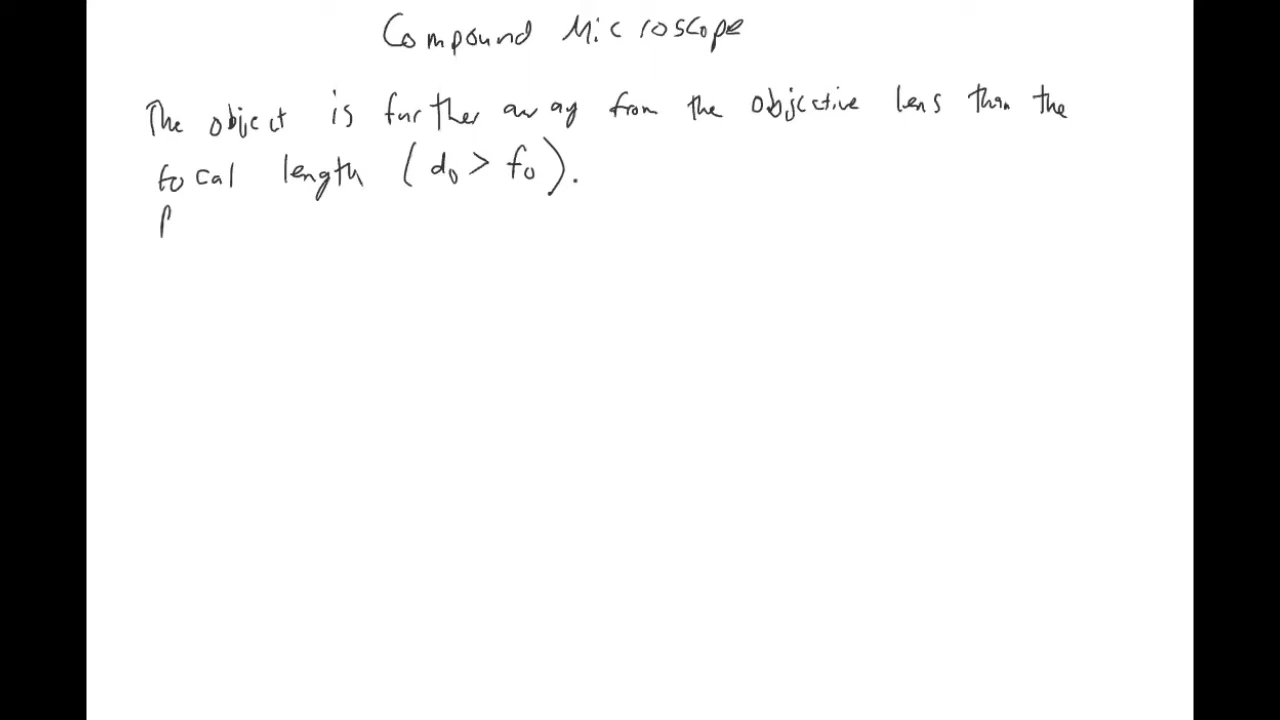 Compound Microscope
The object is further away from the objective lens than the
focal length (d₀ > f₀).